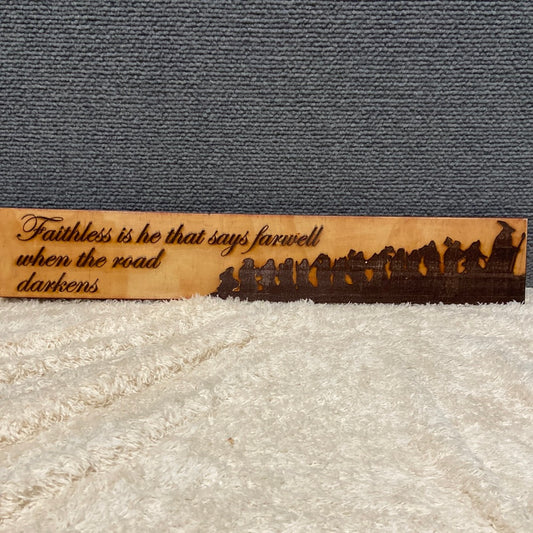 Faithless is he that says farwell
when the road
darkens